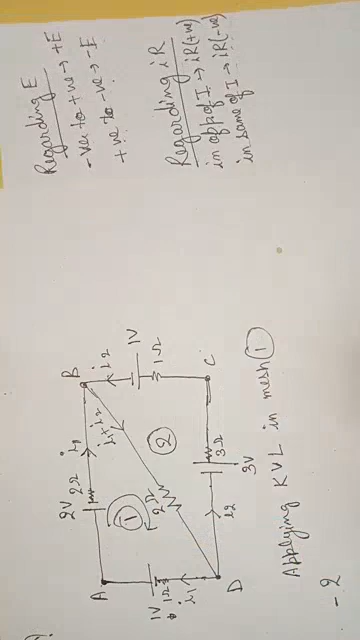 Regarding E
-ve to +ve → +E
+ve to -ve → -E
Regarding iR
in opp of I → iR(+ve)
in same of I → iR(-ve)
A
2V 2Ω
i1
B
i1+i2
i2
1V
1Ω
C
1
2
2Ω
1V
1Ω
i1
D
i2
3Ω
3V
Applying KVL in mesh 1
- 2